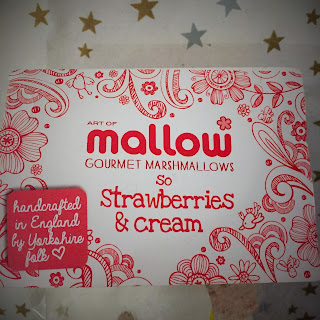 ART OF
mallow
GOURMET MARSHMALLOWS
so
strawberries
& cream
handcrafted
in England
by Yorkshire
folk